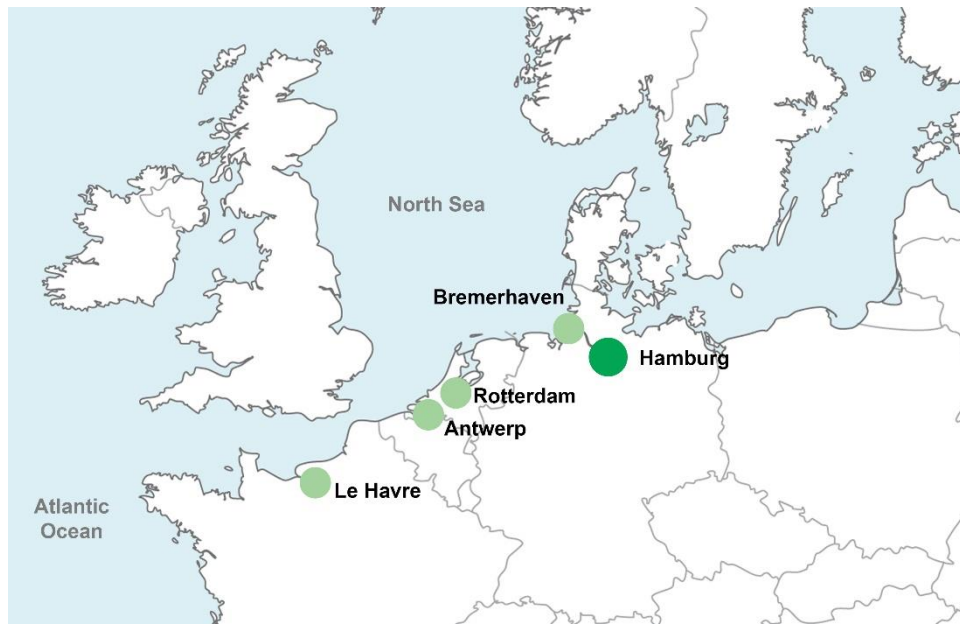 North Sea
Bremerhaven
Hamburg
Rotterdam
Antwerp
Le Havre
Atlantic
Ocean